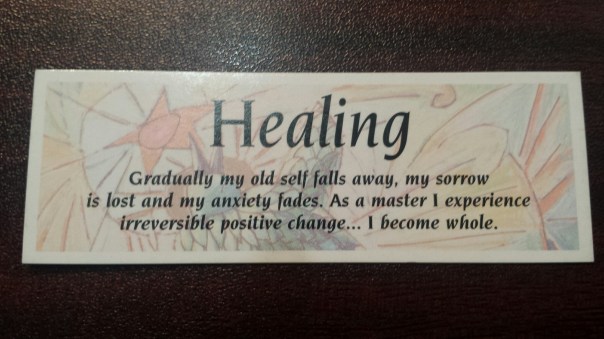 Healing
Gradually my old self falls away, my sorrow
is lost and my anxiety fades. As a master I experience
irreversible positive change... I become whole.